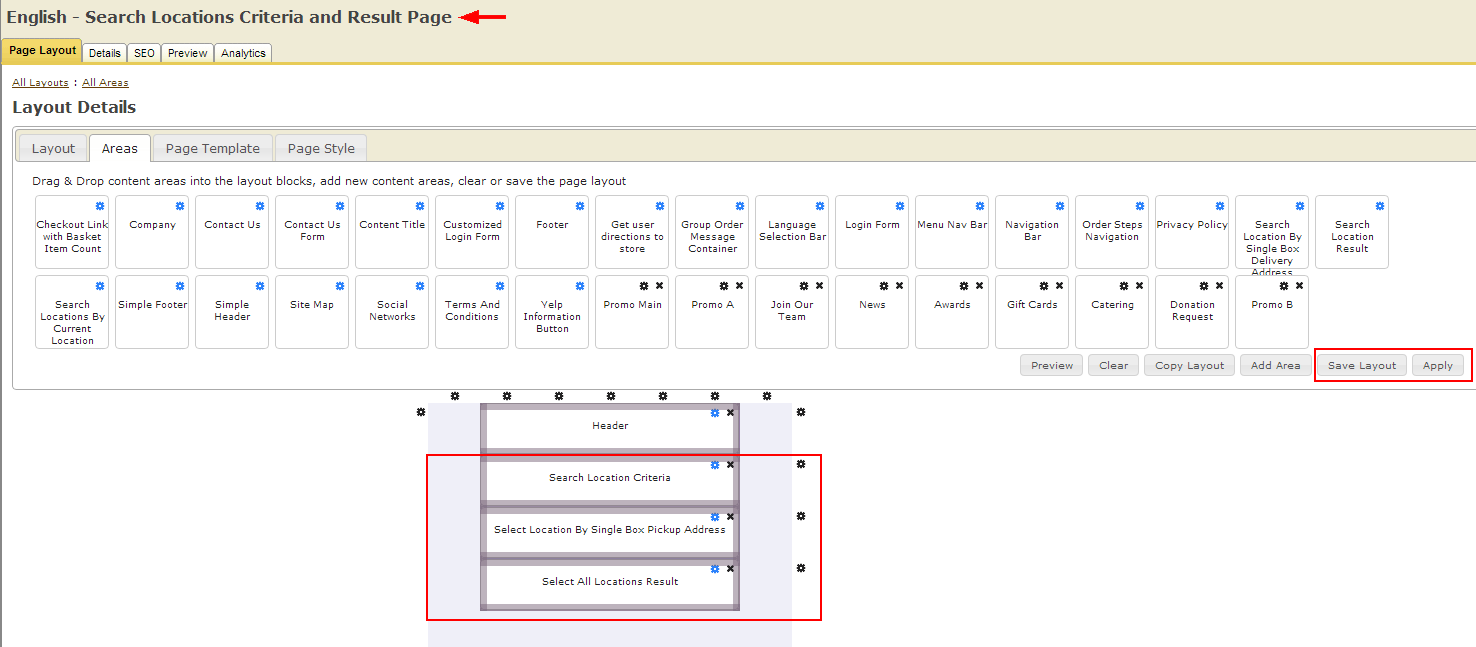 English - Search Locations Criteria and Result Page
Page Layout Details SEO Preview Analytics
All Layouts : All Areas
Layout Details
Layout Areas Page Template Page Style
Drag & Drop content areas into the layout blocks, add new content areas, clear or save the page layout
Checkout Link
with Basket
Item Count
Company
Contact Us
Contact Us
Form
Content Title
Customized
Login Form
Footer
Get user
directions to
store
Group Order
Message
Container
Language
Selection Bar
Login Form
Menu Nav Bar
Navigation
Bar
Order Steps
Navigation
Privacy Policy
Search
Location By
Single Box
Delivery
Address
Search
Location
Result
Search
Locations By
Current
Location
Simple Footer
Simple
Header
Site Map
Social
Networks
Terms And
Conditions
Yelp
Information
Button
Promo Main
Promo A
Join Our
Team
News
Awards
Gift Cards
Catering
Donation
Request
Promo B
Preview Clear Copy Layout Add Area Save Layout Apply
Header
Search Location Criteria
Select Location By Single Box Pickup Address
Select All Locations Result